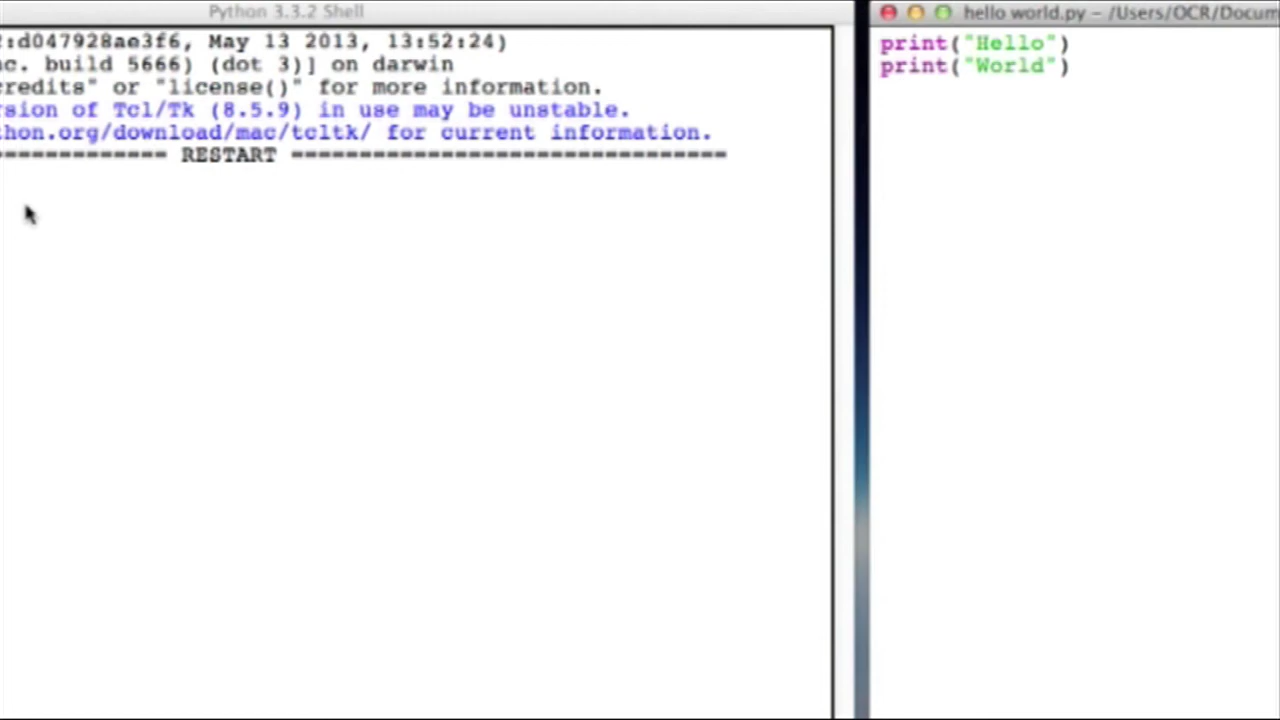 Python 3.3.2 Shell
:d047928ae3f6, May 13 2013, 13:52:24)
c. build 5666) (dot 3)] on darwin
redits" or "license()" for more information.
sion of Tcl/Tk (8.5.9) in use may be unstable.
hon.org/download/mac/tcltk/ for current information.
============= RESTART ================================
hello world.py – /Users/OCR/Docum
print("Hello")
print("World")